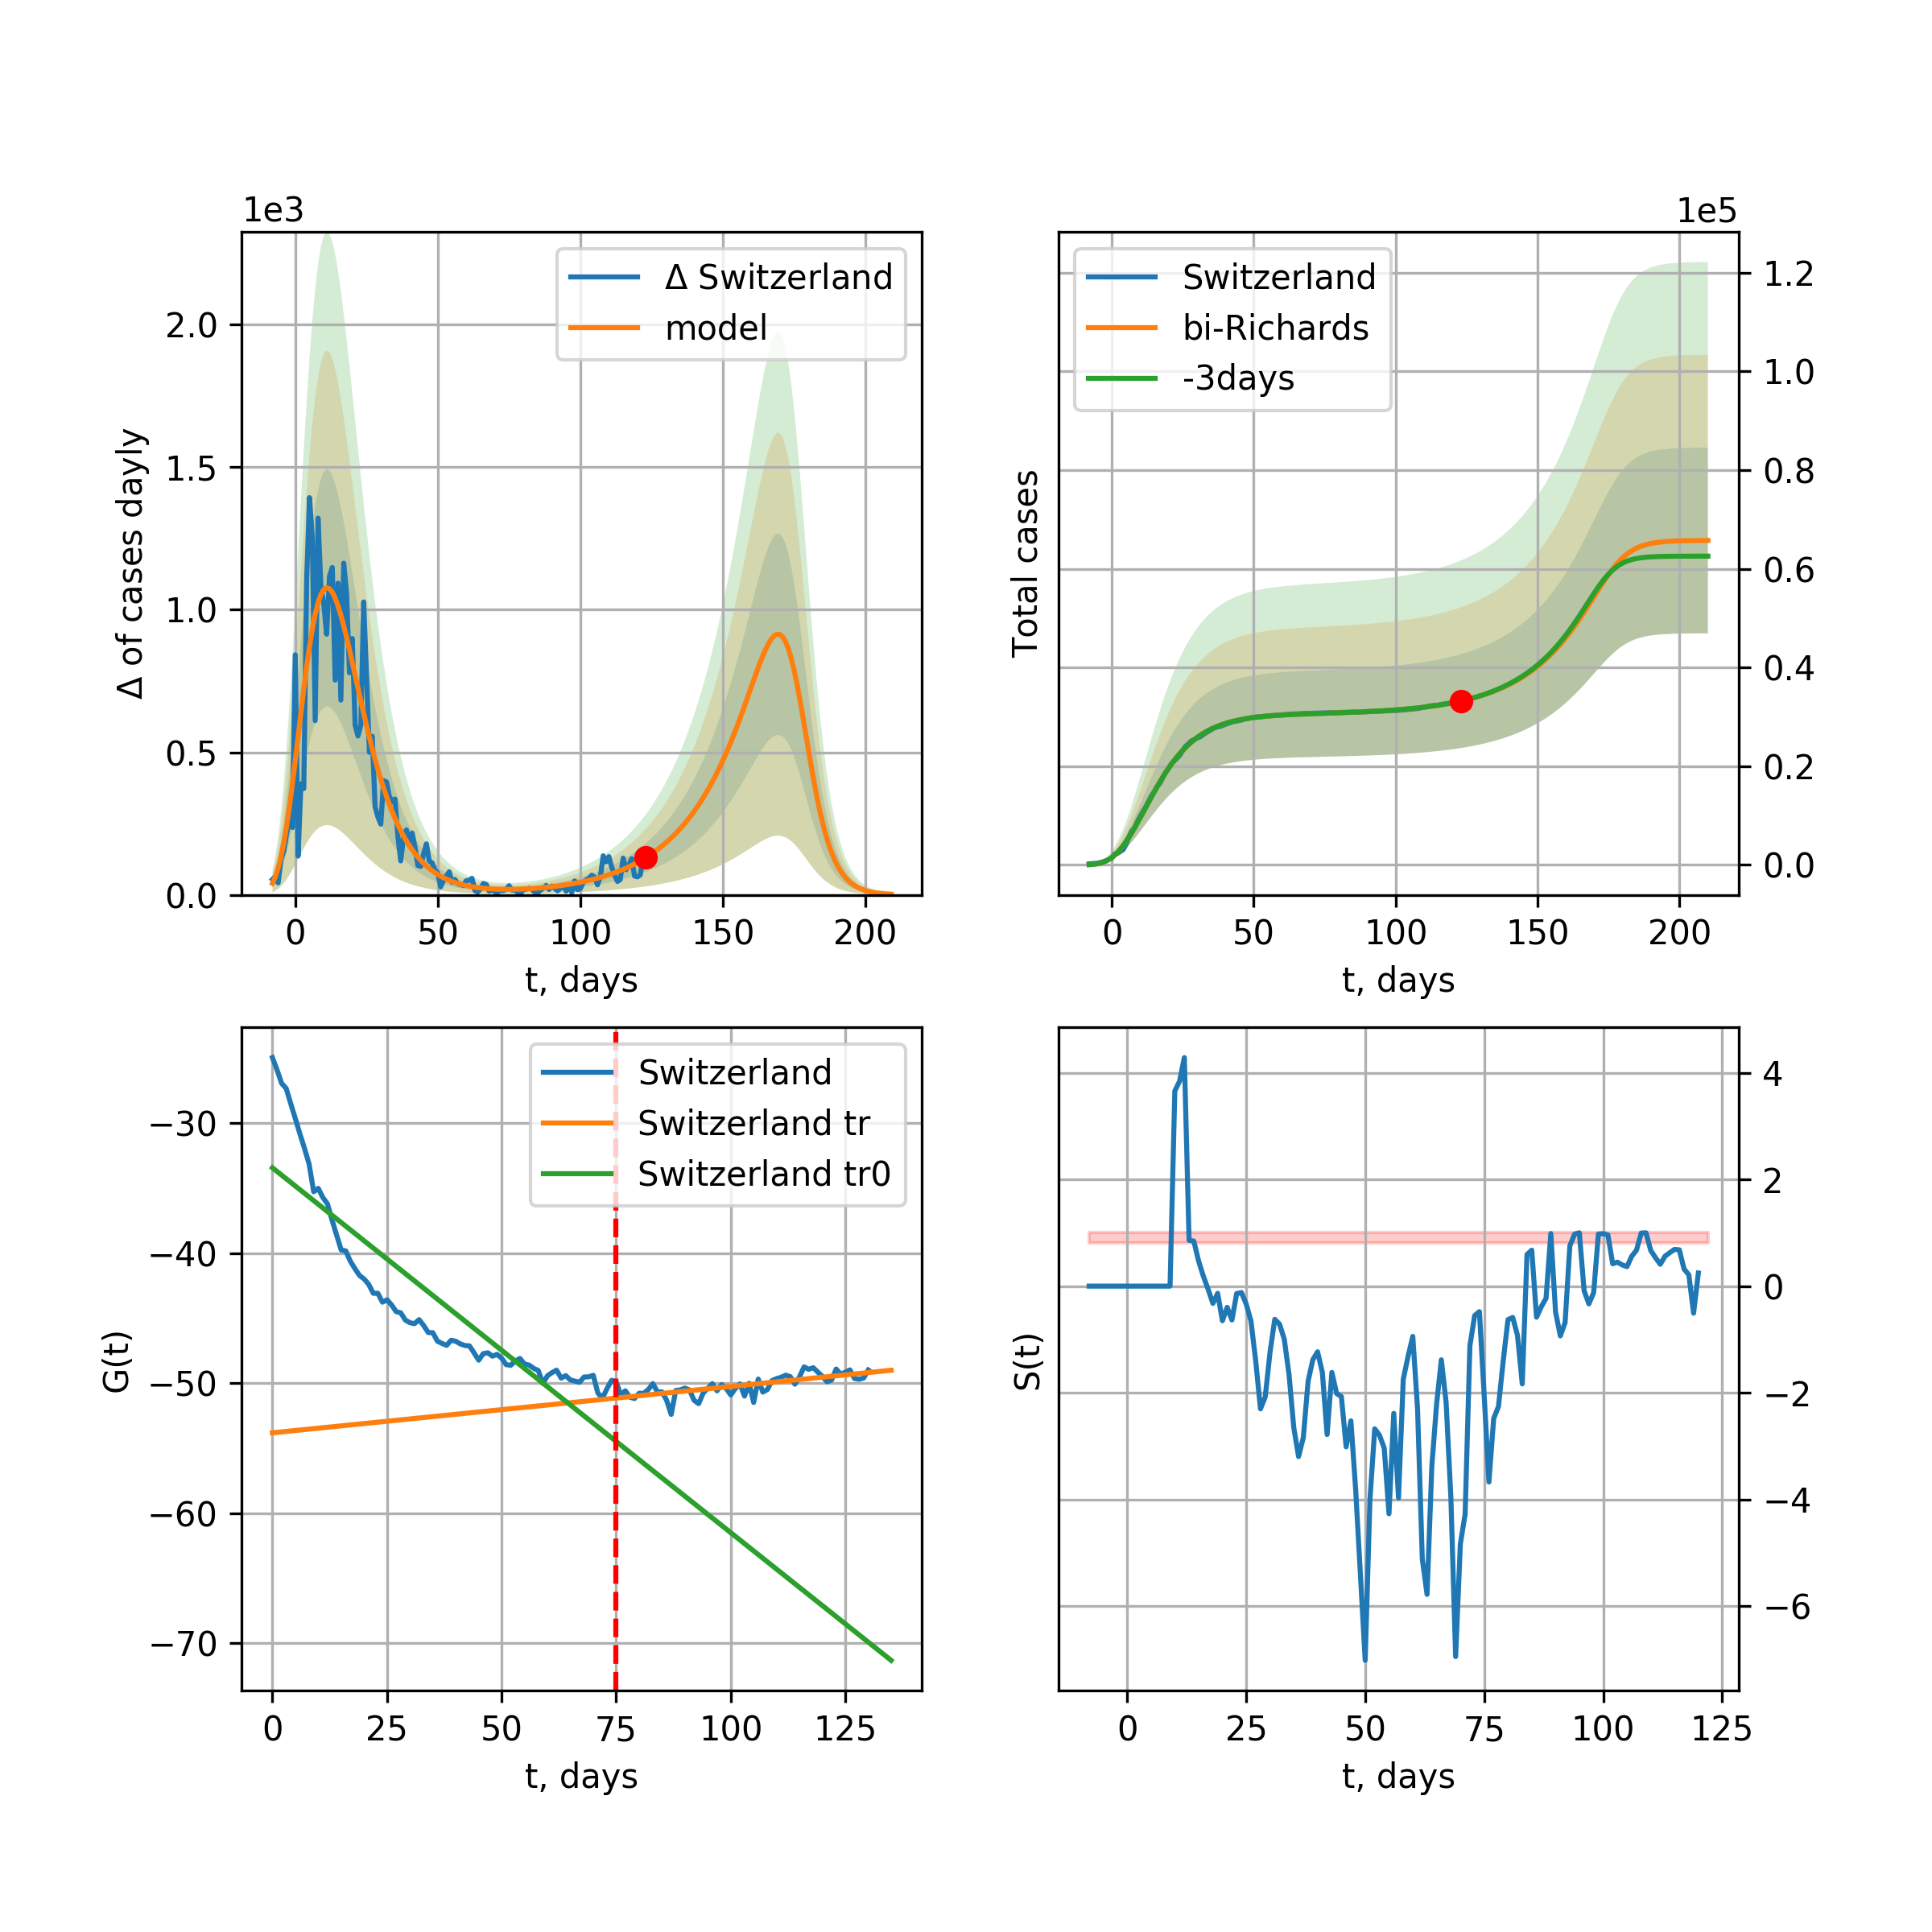 1e3
Δ of cases dayly
2.0
1.5
1.0
0.5
0.0
Δ Switzerland
model
0 50 100 150 200
t, days
1e5
Total cases
Switzerland
bi-Richards
-3days
1.2
1.0
0.8
0.6
0.4
0.2
0.0
0 50 100 150 200
t, days
G(t)
−30
−40
−50
−60
−70
Switzerland
Switzerland tr
Switzerland tr0
0 25 50 75 100 125
t, days
S(t)
4
2
0
−2
−4
−6
0 25 50 75 100 125
t, days